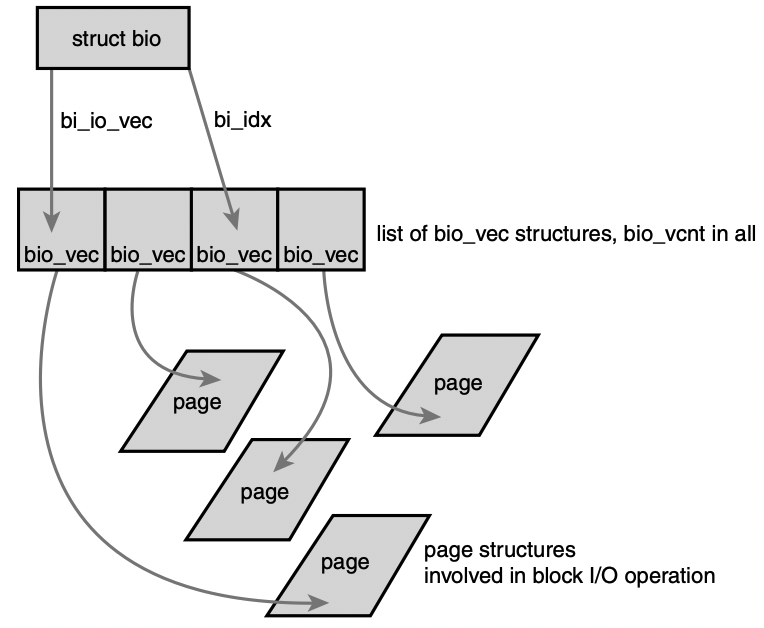 struct bio
bi_io_vec
bi_idx
bio_vec bio_vec bio_vec bio_vec
list of bio_vec structures, bio_vcnt in all
page
page
page
page
page structures
involved in block I/O operation